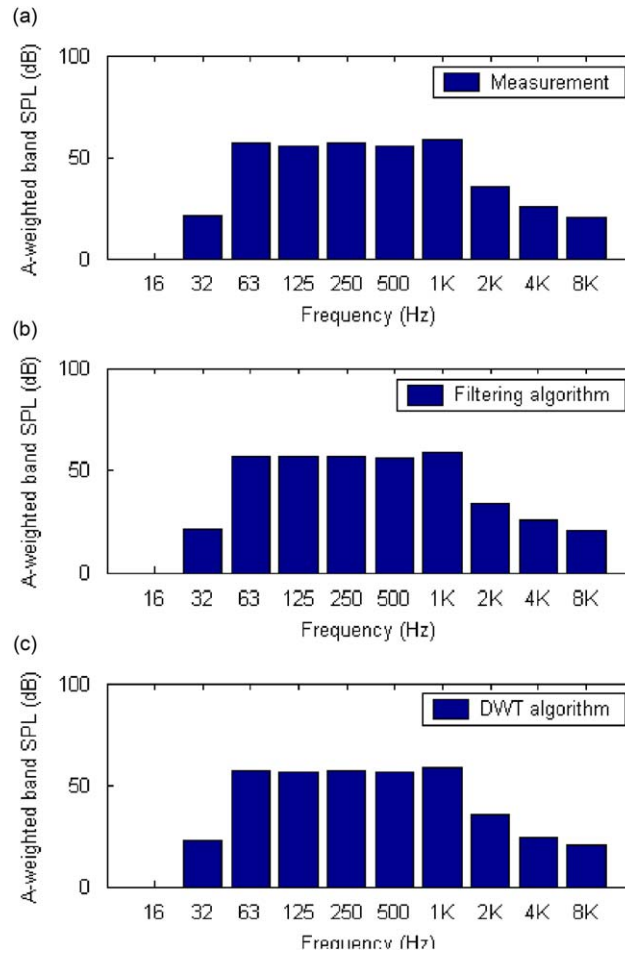 (a)
A-weighted band SPL (dB)
100
50
0
Measurement
16 32 63 125 250 500 1K 2K 4K 8K
Frequency (Hz)
(b)
A-weighted band SPL (dB)
100
50
0
Filtering algorithm
16 32 63 125 250 500 1K 2K 4K 8K
Frequency (Hz)
(c)
A-weighted band SPL (dB)
100
50
0
DWT algorithm
16 32 63 125 250 500 1K 2K 4K 8K
Frequency (Hz)